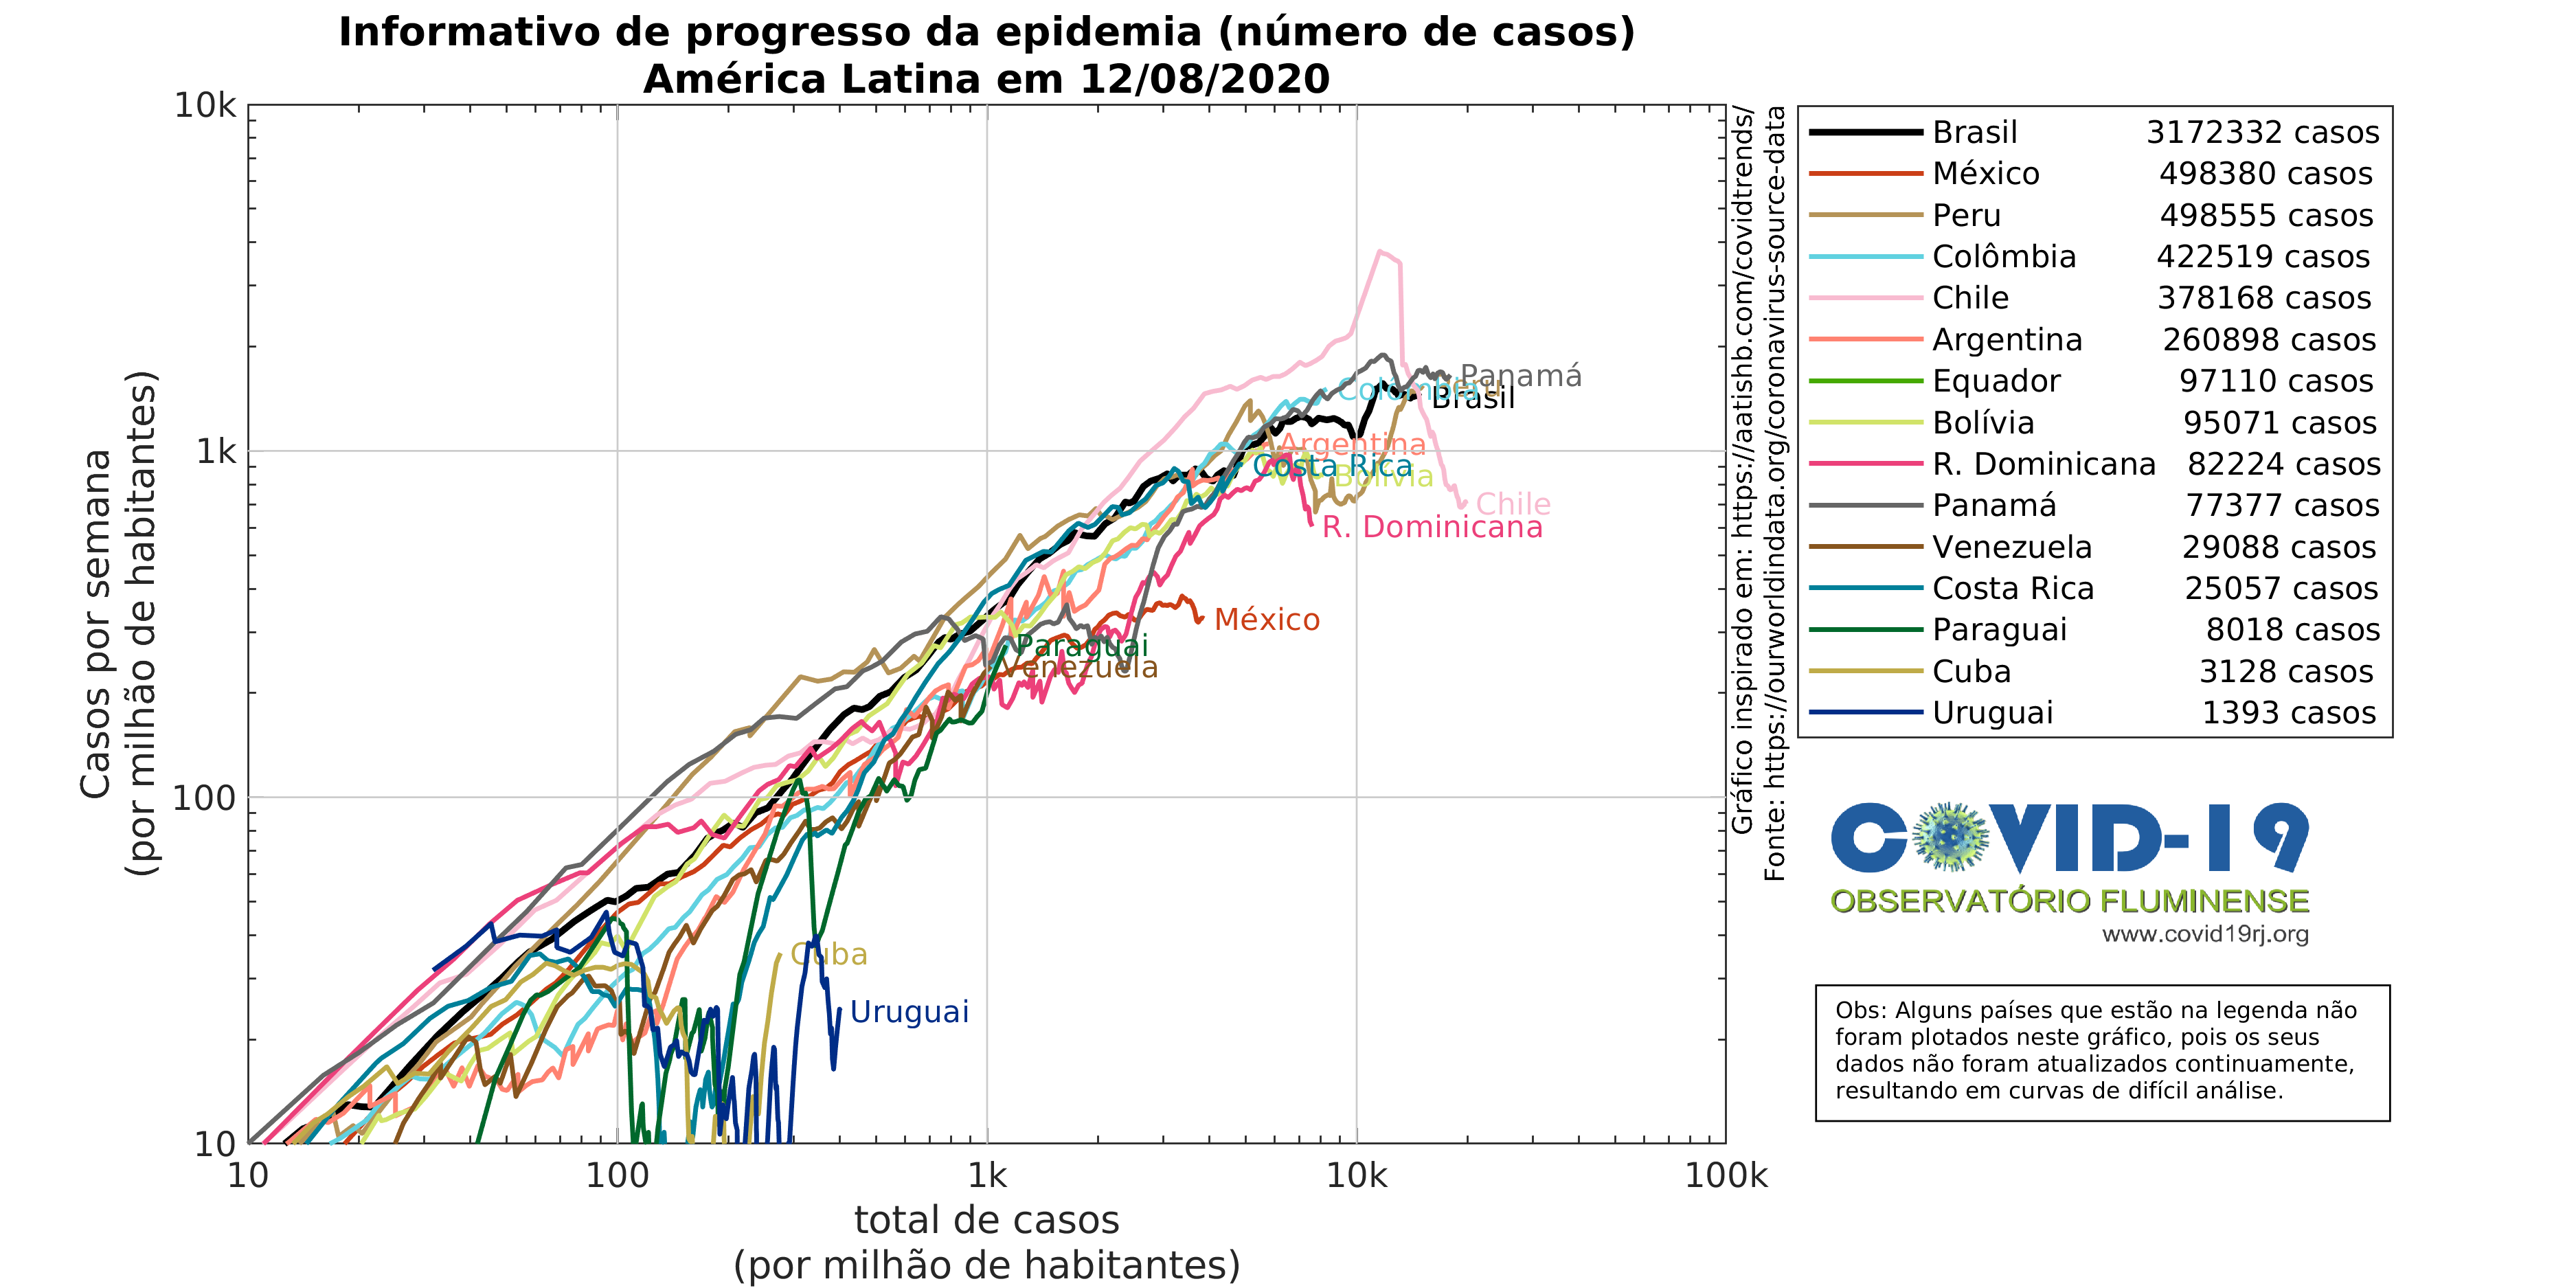 Informativo de progresso da epidemia (número de casos)
América Latina em 12/08/2020
10k
1k
100
10
10
100
1k
10k
100k
Casos por semana
(por milhão de habitantes)
total de casos
(por milhão de habitantes)
Panamá
Colômbia
Peru
Brasil
Argentina
Costa Rica
Bolívia
Chile
R. Dominicana
México
Paraguai
Venezuela
Cuba
Uruguai
Gráfico inspirado em: https://aatishb.com/covidtrends/
Fonte: https://ourworldindata.org/coronavirus-source-data
Brasil 3172332 casos
México 498380 casos
Peru 498555 casos
Colômbia 422519 casos
Chile 378168 casos
Argentina 260898 casos
Equador 97110 casos
Bolívia 95071 casos
R. Dominicana 82224 casos
Panamá 77377 casos
Venezuela 29088 casos
Costa Rica 25057 casos
Paraguai 8018 casos
Cuba 3128 casos
Uruguai 1393 casos
COVID-19
OBSERVATÓRIO FLUMINENSE
www.covid19rj.org
Obs: Alguns países que estão na legenda não
foram plotados neste gráfico, pois os seus
dados não foram atualizados continuamente,
resultando em curvas de difícil análise.